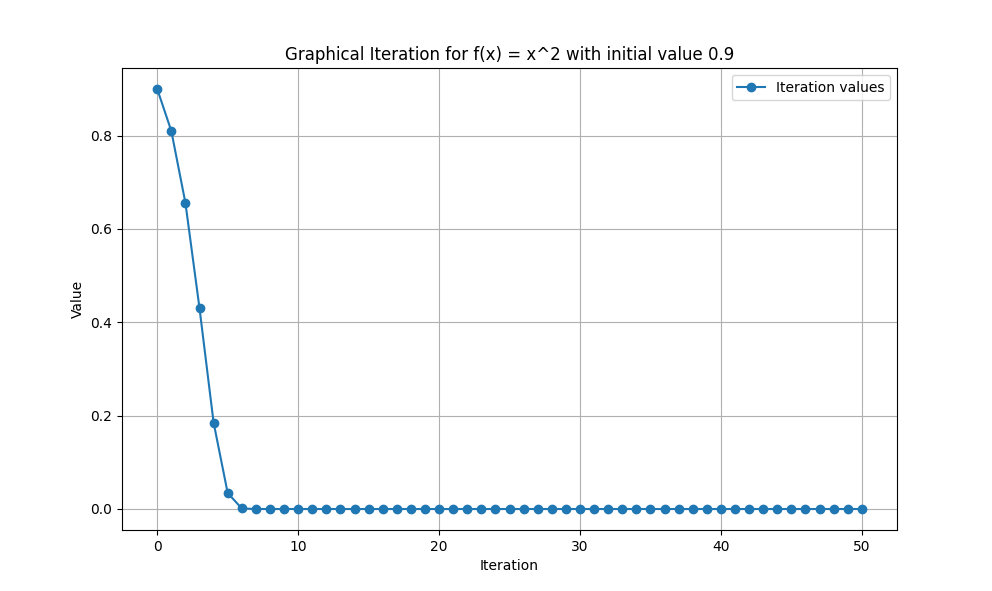 Graphical Iteration for f(x) = x^2 with initial value 0.9
Iteration values
Value
0.8
0.6
0.4
0.2
0.0
0 10 20 30 40 50
Iteration